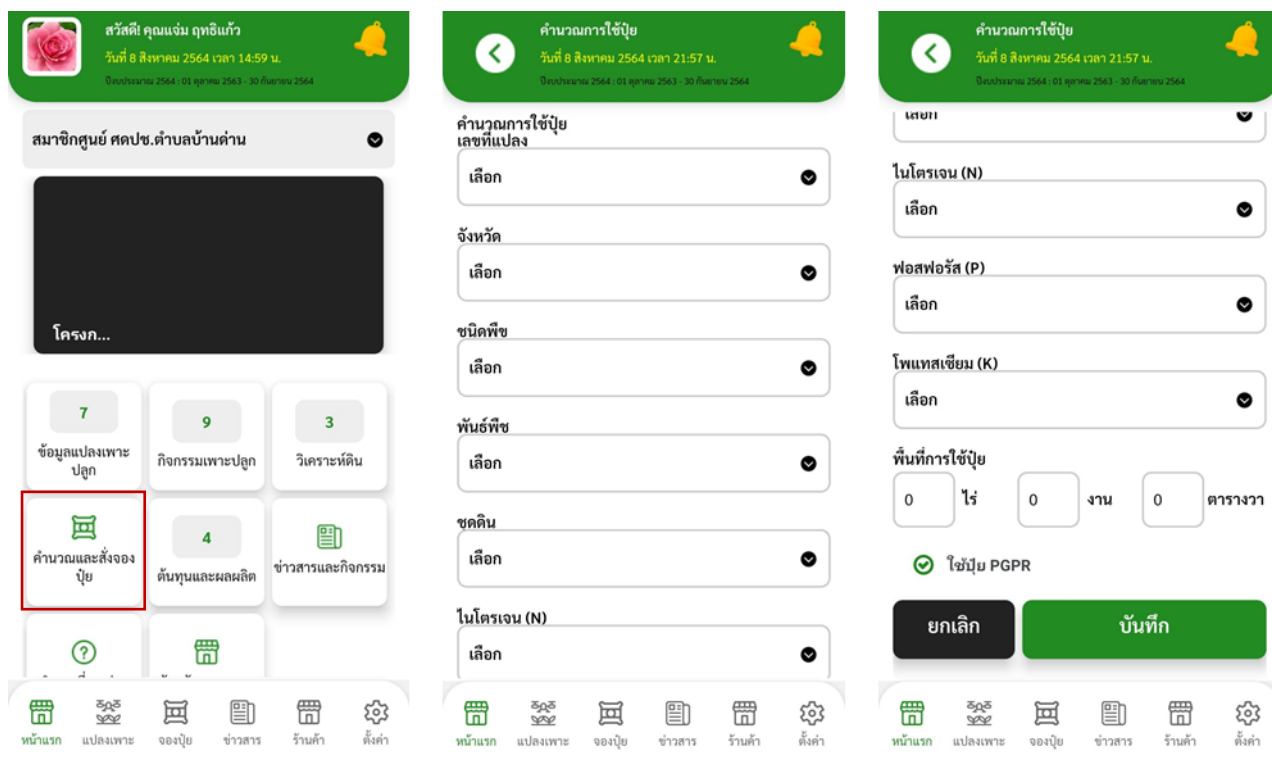 สวัสดี! คุณแจ่ม ฤทธิแก้ว
วันที่ 8 สิงหาคม 2564 เวลา 14:59 น.
ปีงบประมาณ 2564 : 01 ตุลาคม 2563 - 30 กันยายน 2564
สมาชิกศูนย์ ศดปช.ตำบลบ้านด่าน
โครงก...
7
ข้อมูลแปลงเพาะ
ปลูก
9
กิจกรรมเพาะปลูก
3
วิเคราะห์ดิน
คำนวณและสั่งจอง
ปุ๋ย
4
ต้นทุนและผลผลิต
ข่าวสารและกิจกรรม
หน้าแรก
แปลงเพาะ
จองปุ๋ย
ข่าวสาร
ร้านค้า
ตั้งค่า
คำนวณการใช้ปุ๋ย
วันที่ 8 สิงหาคม 2564 เวลา 21:57 น.
ปีงบประมาณ 2564 : 01 ตุลาคม 2563 - 30 กันยายน 2564
คำนวณการใช้ปุ๋ย
เลขที่แปลง
เลือก
จังหวัด
เลือก
ชนิดพืช
เลือก
พันธ์พืช
เลือก
ชุดดิน
เลือก
ไนโตรเจน (N)
เลือก
หน้าแรก
แปลงเพาะ
จองปุ๋ย
ข่าวสาร
ร้านค้า
ตั้งค่า
คำนวณการใช้ปุ๋ย
วันที่ 8 สิงหาคม 2564 เวลา 21:57 น.
ปีงบประมาณ 2564 : 01 ตุลาคม 2563 - 30 กันยายน 2564
เลือก
ไนโตรเจน (N)
เลือก
ฟอสฟอรัส (P)
เลือก
โพแทสเซียม (K)
เลือก
พื้นที่การใช้ปุ๋ย
0 ไร่ 0 งาน 0 ตารางวา
ใช้ปุ๋ย PGPR
ยกเลิก
บันทึก
หน้าแรก
แปลงเพาะ
จองปุ๋ย
ข่าวสาร
ร้านค้า
ตั้งค่า